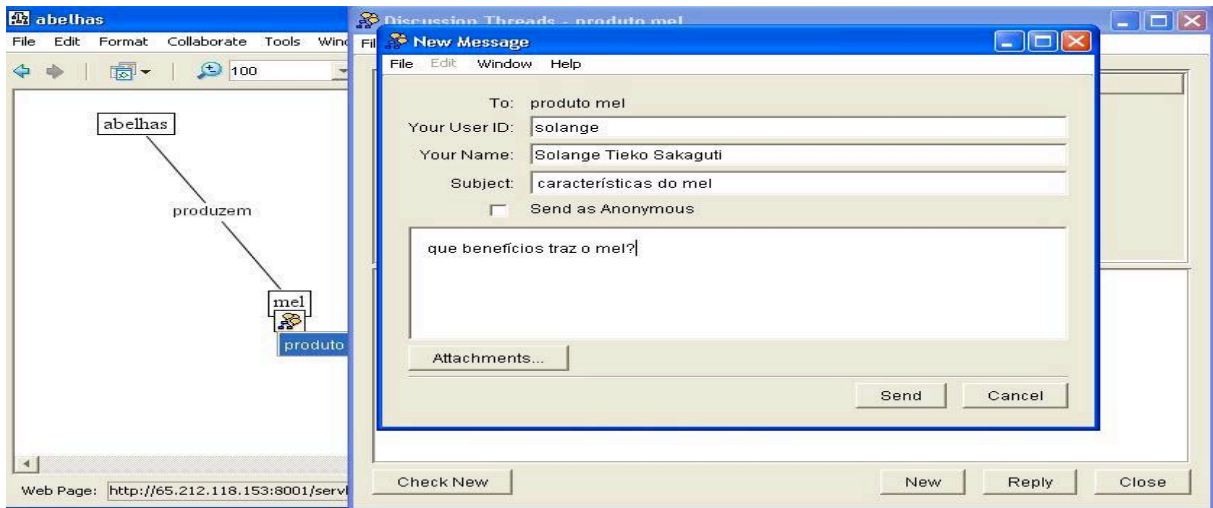 abelhas
File Edit Format Collaborate Tools
100
abelhas
produzem
mel
produto
Web Page: http://65.212.118.153:8001/servl
Discussion Threads - produto mel
New Message
File Edit Window Help
To: produto mel
Your User ID: solange
Your Name: Solange Tieko Sakaguti
Subject: características do mel
Send as Anonymous
que benefícios traz o mel?
Attachments...
Send Cancel
Check New New Reply Close